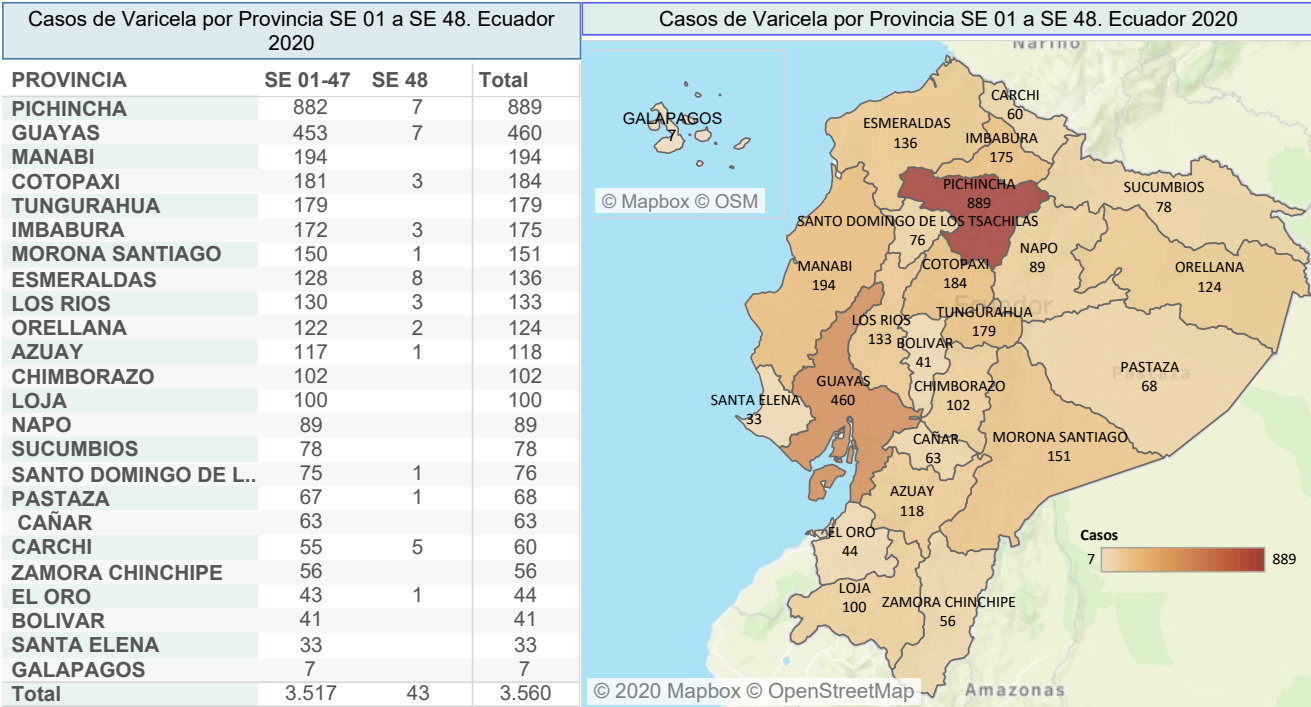 Casos de Varicela por Provincia SE 01 a SE 48. Ecuador
2020
PROVINCIA SE 01-47 SE 48 Total
PICHINCHA 882 7 889
GUAYAS 453 7 460
MANABI 194 194
COTOPAXI 181 3 184
TUNGURAHUA 179 179
IMBABURA 172 3 175
MORONA SANTIAGO 150 1 151
ESMERALDAS 128 8 136
LOS RIOS 130 3 133
ORELLANA 122 2 124
AZUAY 117 1 118
CHIMBORAZO 102 102
LOJA 100 100
NAPO 89 89
SUCUMBIOS 78 78
SANTO DOMINGO DE L.. 75 1 76
PASTAZA 67 1 68
CAÑAR 63 63
CARCHI 55 5 60
ZAMORA CHINCHIPE 56 56
EL ORO 43 1 44
BOLIVAR 41 41
SANTA ELENA 33 33
GALAPAGOS 7 7
Total 3.517 43 3.560
Casos de Varicela por Provincia SE 01 a SE 48. Ecuador 2020
Nariño
GALAPAGOS
7
© Mapbox © OSM
CARCHI
60
ESMERALDAS
136
IMBABURA
175
PICHINCHA
889
SUCUMBIOS
78
SANTO DOMINGO DE LOS TSACHILAS
76
NAPO
89
MANABI
194
COTOPAXI
184
ORELLANA
124
Ecuador
TUNGURAHUA
179
LOS RIOS
133
BOLIVAR
41
PASTAZA
68
Pastaza
GUAYAS
460
CHIMBORAZO
102
SANTA ELENA
33
CAÑAR
63
MORONA SANTIAGO
151
AZUAY
118
EL ORO
44
Casos
7 889
LOJA
100
ZAMORA CHINCHIPE
56
© 2020 Mapbox © OpenStreetMap
Amazonas